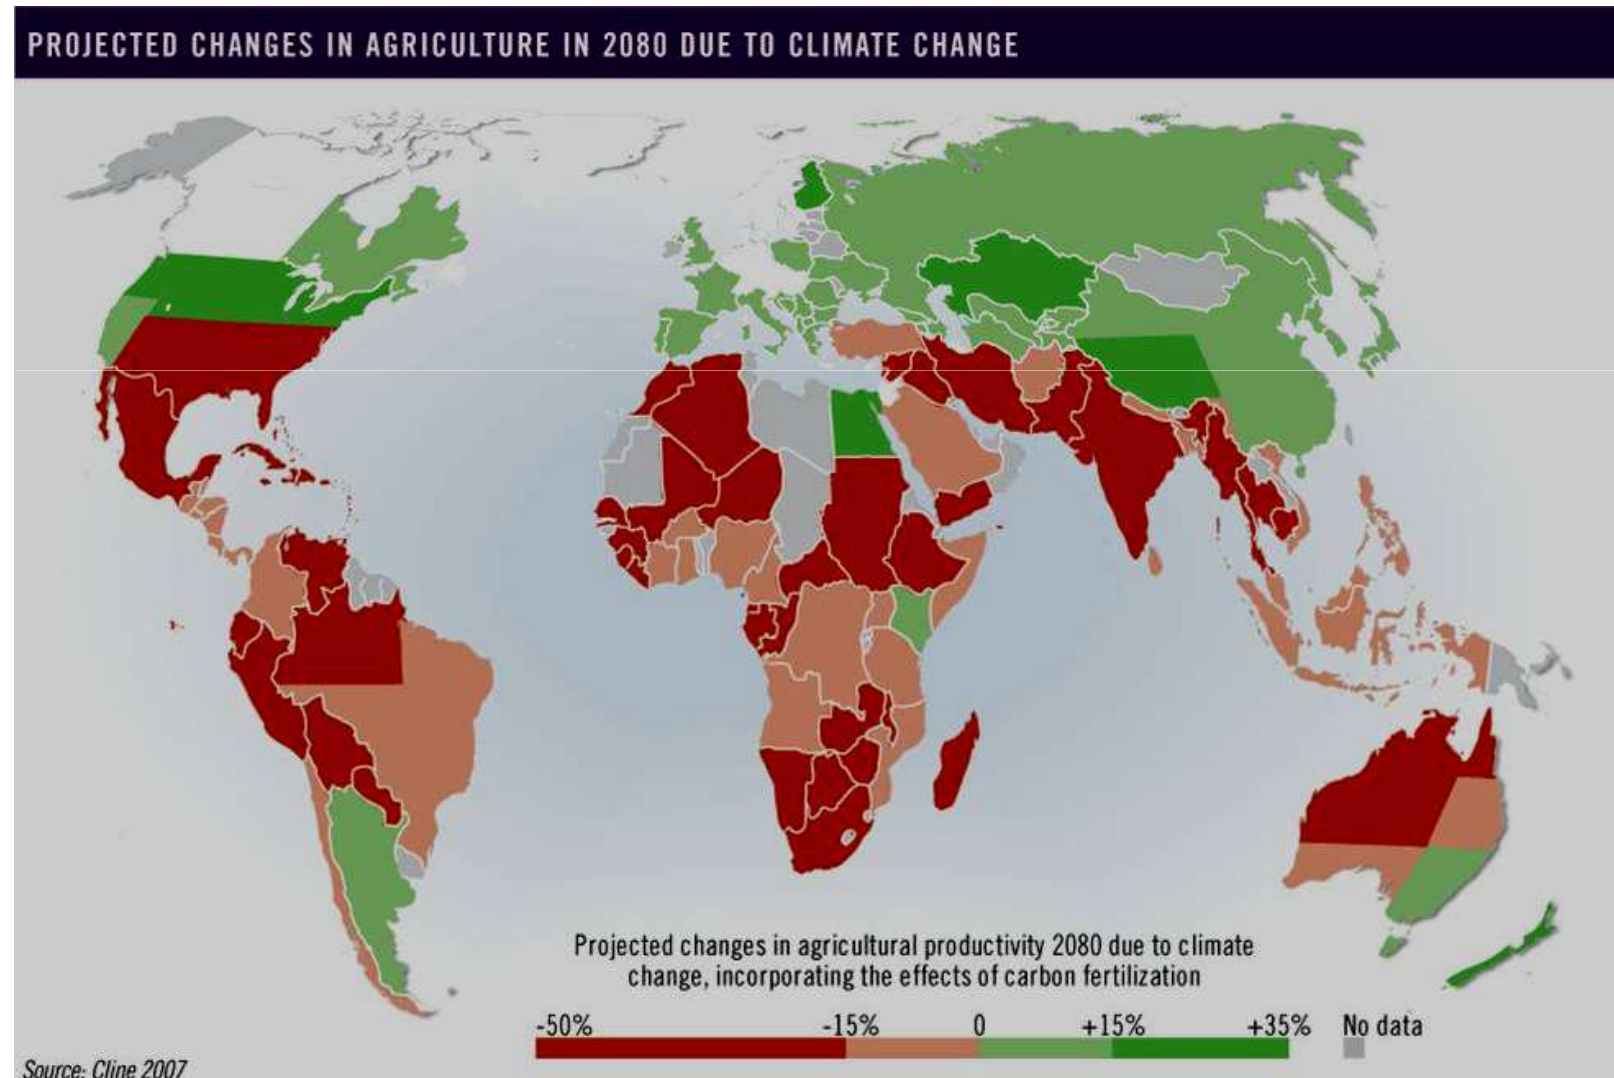 PROJECTED CHANGES IN AGRICULTURE IN 2080 DUE TO CLIMATE CHANGE
Projected changes in agricultural productivity 2080 due to climate
change, incorporating the effects of carbon fertilization
-50% -15% 0 +15% +35% No data
Source: Cline 2007